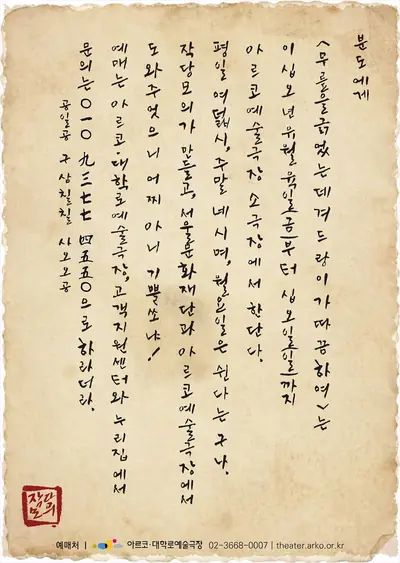 분도에게
<무릎을긁었는데겨드랑이가따끔하여>는
이십오년 유월 육일(금)부터 십오일(일)까지
아르코예술극장 소극장에서 한단다.
평일 여덟시, 주말 네시며, 월요일은 쉰다는구나.
작당모의가 만들고, 서울문화재단과 아르코예술극장에서
도와주었으니 어찌 아니 기쁠쏘냐!
예매는 아르코·대학로예술극장, 고객지원센터와 누리집에서
문의는 〇一〇 九三七七 四五五〇으로 하라더라.
공일공 구삼칠칠 사오오공
작당모의
예매처 | 아르코·대학로예술극장 02-3668-0007 | theater.arko.or.kr